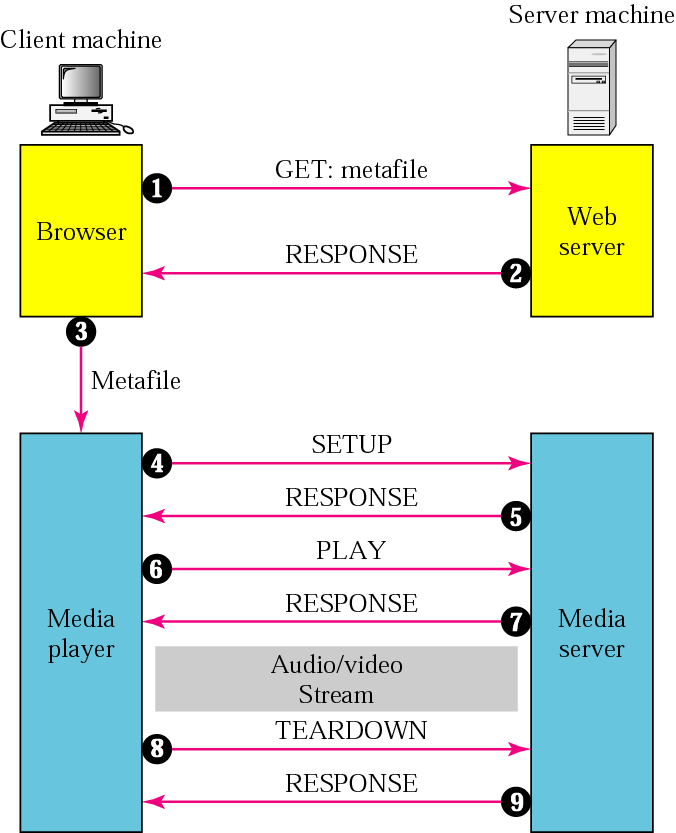 Server machine
Client machine
1
GET: metafile
Browser
Web
server
RESPONSE
2
3
Metafile
4
SETUP
RESPONSE
5
6
PLAY
RESPONSE
7
Media
player
Media
server
Audio/video
Stream
8
TEARDOWN
RESPONSE
9